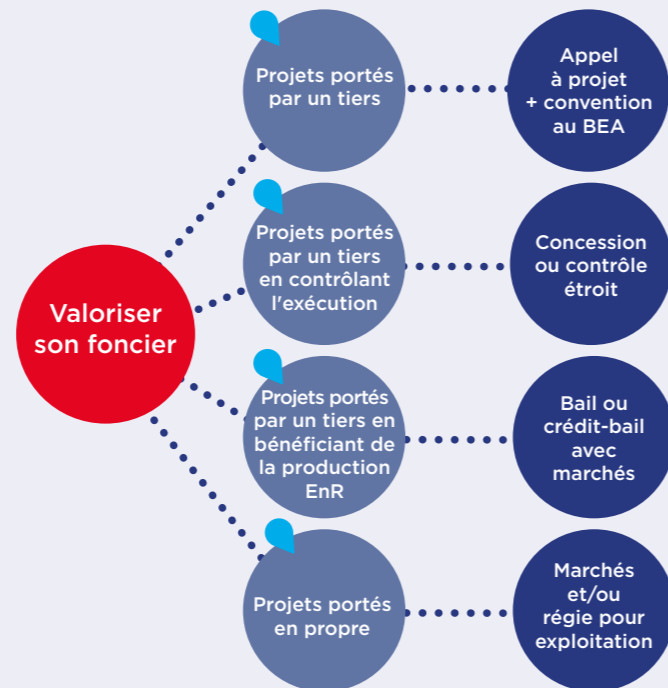 Valoriser
son foncier
Projets portés
par un tiers
Appel
à projet
+ convention
au BEA
Projets portés
par un tiers
en contrôlant
l'exécution
Concession
ou contrôle
étroit
Projets portés
par un tiers en
bénéficiant de
la production
EnR
Bail ou
crédit-bail
avec
marchés
Projets portés
en propre
Marchés
et/ou
régie pour
exploitation